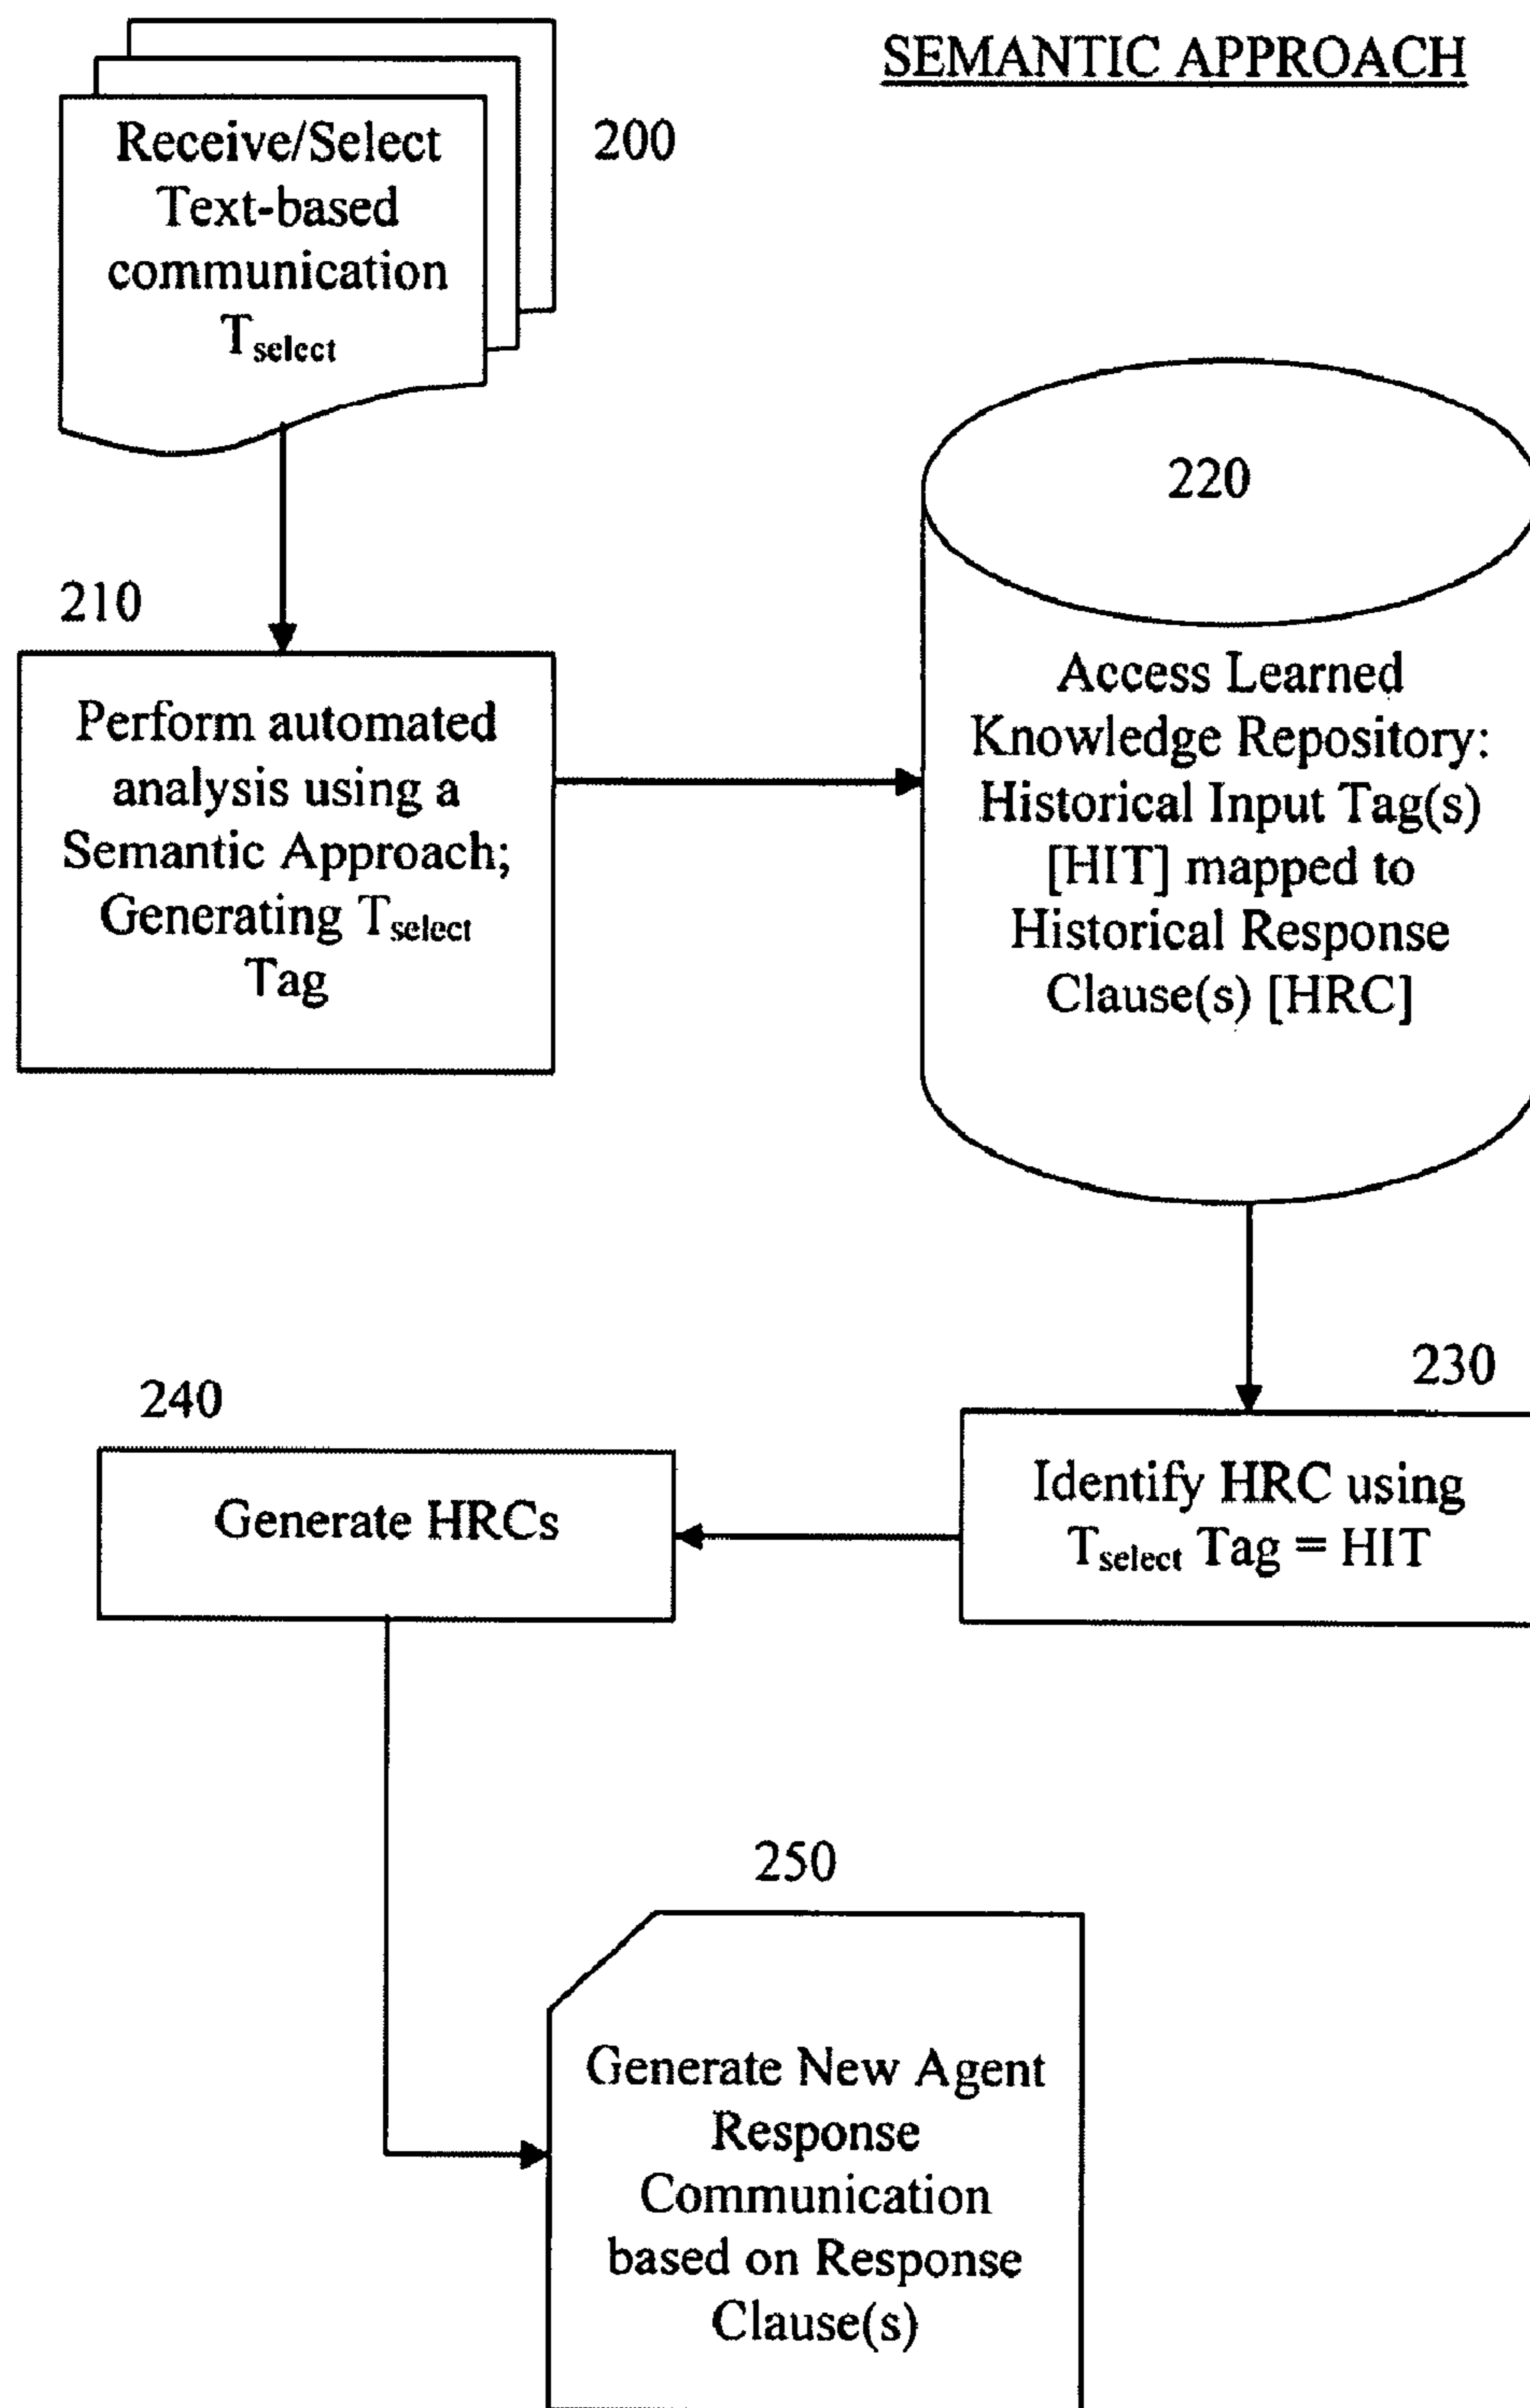 SEMANTIC APPROACH
200
Receive/Select
Text-based
communication
Tselect
210
Perform automated
analysis using a
Semantic Approach;
Generating Tselect
Tag
220
Access Learned
Knowledge Repository:
Historical Input Tag(s)
[HIT] mapped to
Historical Response
Clause(s) [HRC]
230
Identify HRC using
Tselect Tag = HIT
240
Generate HRCs
250
Generate New Agent
Response
Communication
based on Response
Clause(s)